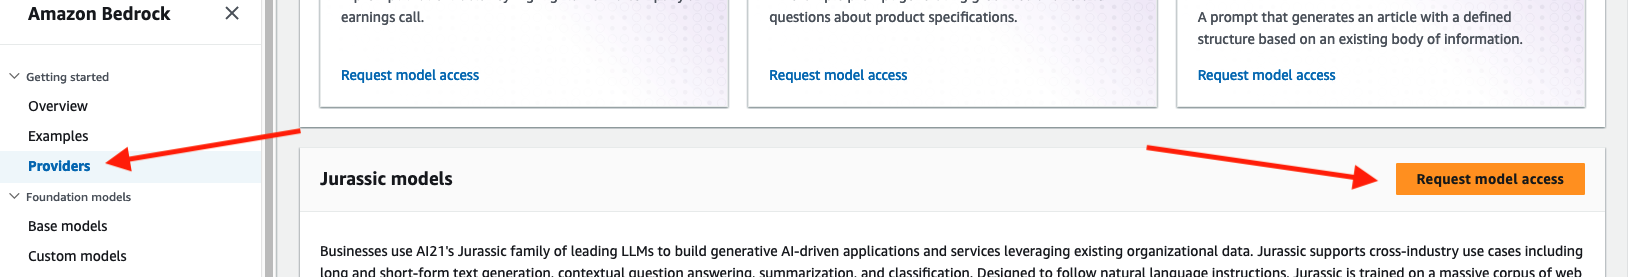 Amazon Bedrock
Getting started
Overview
Examples
Providers
Foundation models
Base models
Custom models
earnings call.
Request model access
questions about product specifications.
Request model access
A prompt that generates an article with a defined
structure based on an existing body of information.
Request model access
Jurassic models
Request model access
Businesses use AI21's Jurassic family of leading LLMs to build generative AI-driven applications and services leveraging existing organizational data. Jurassic supports cross-industry use cases including
long and short-form text generation, contextual question answering, summarization, and classification. Designed to follow natural language instructions, Jurassic is trained on a massive corpus of web